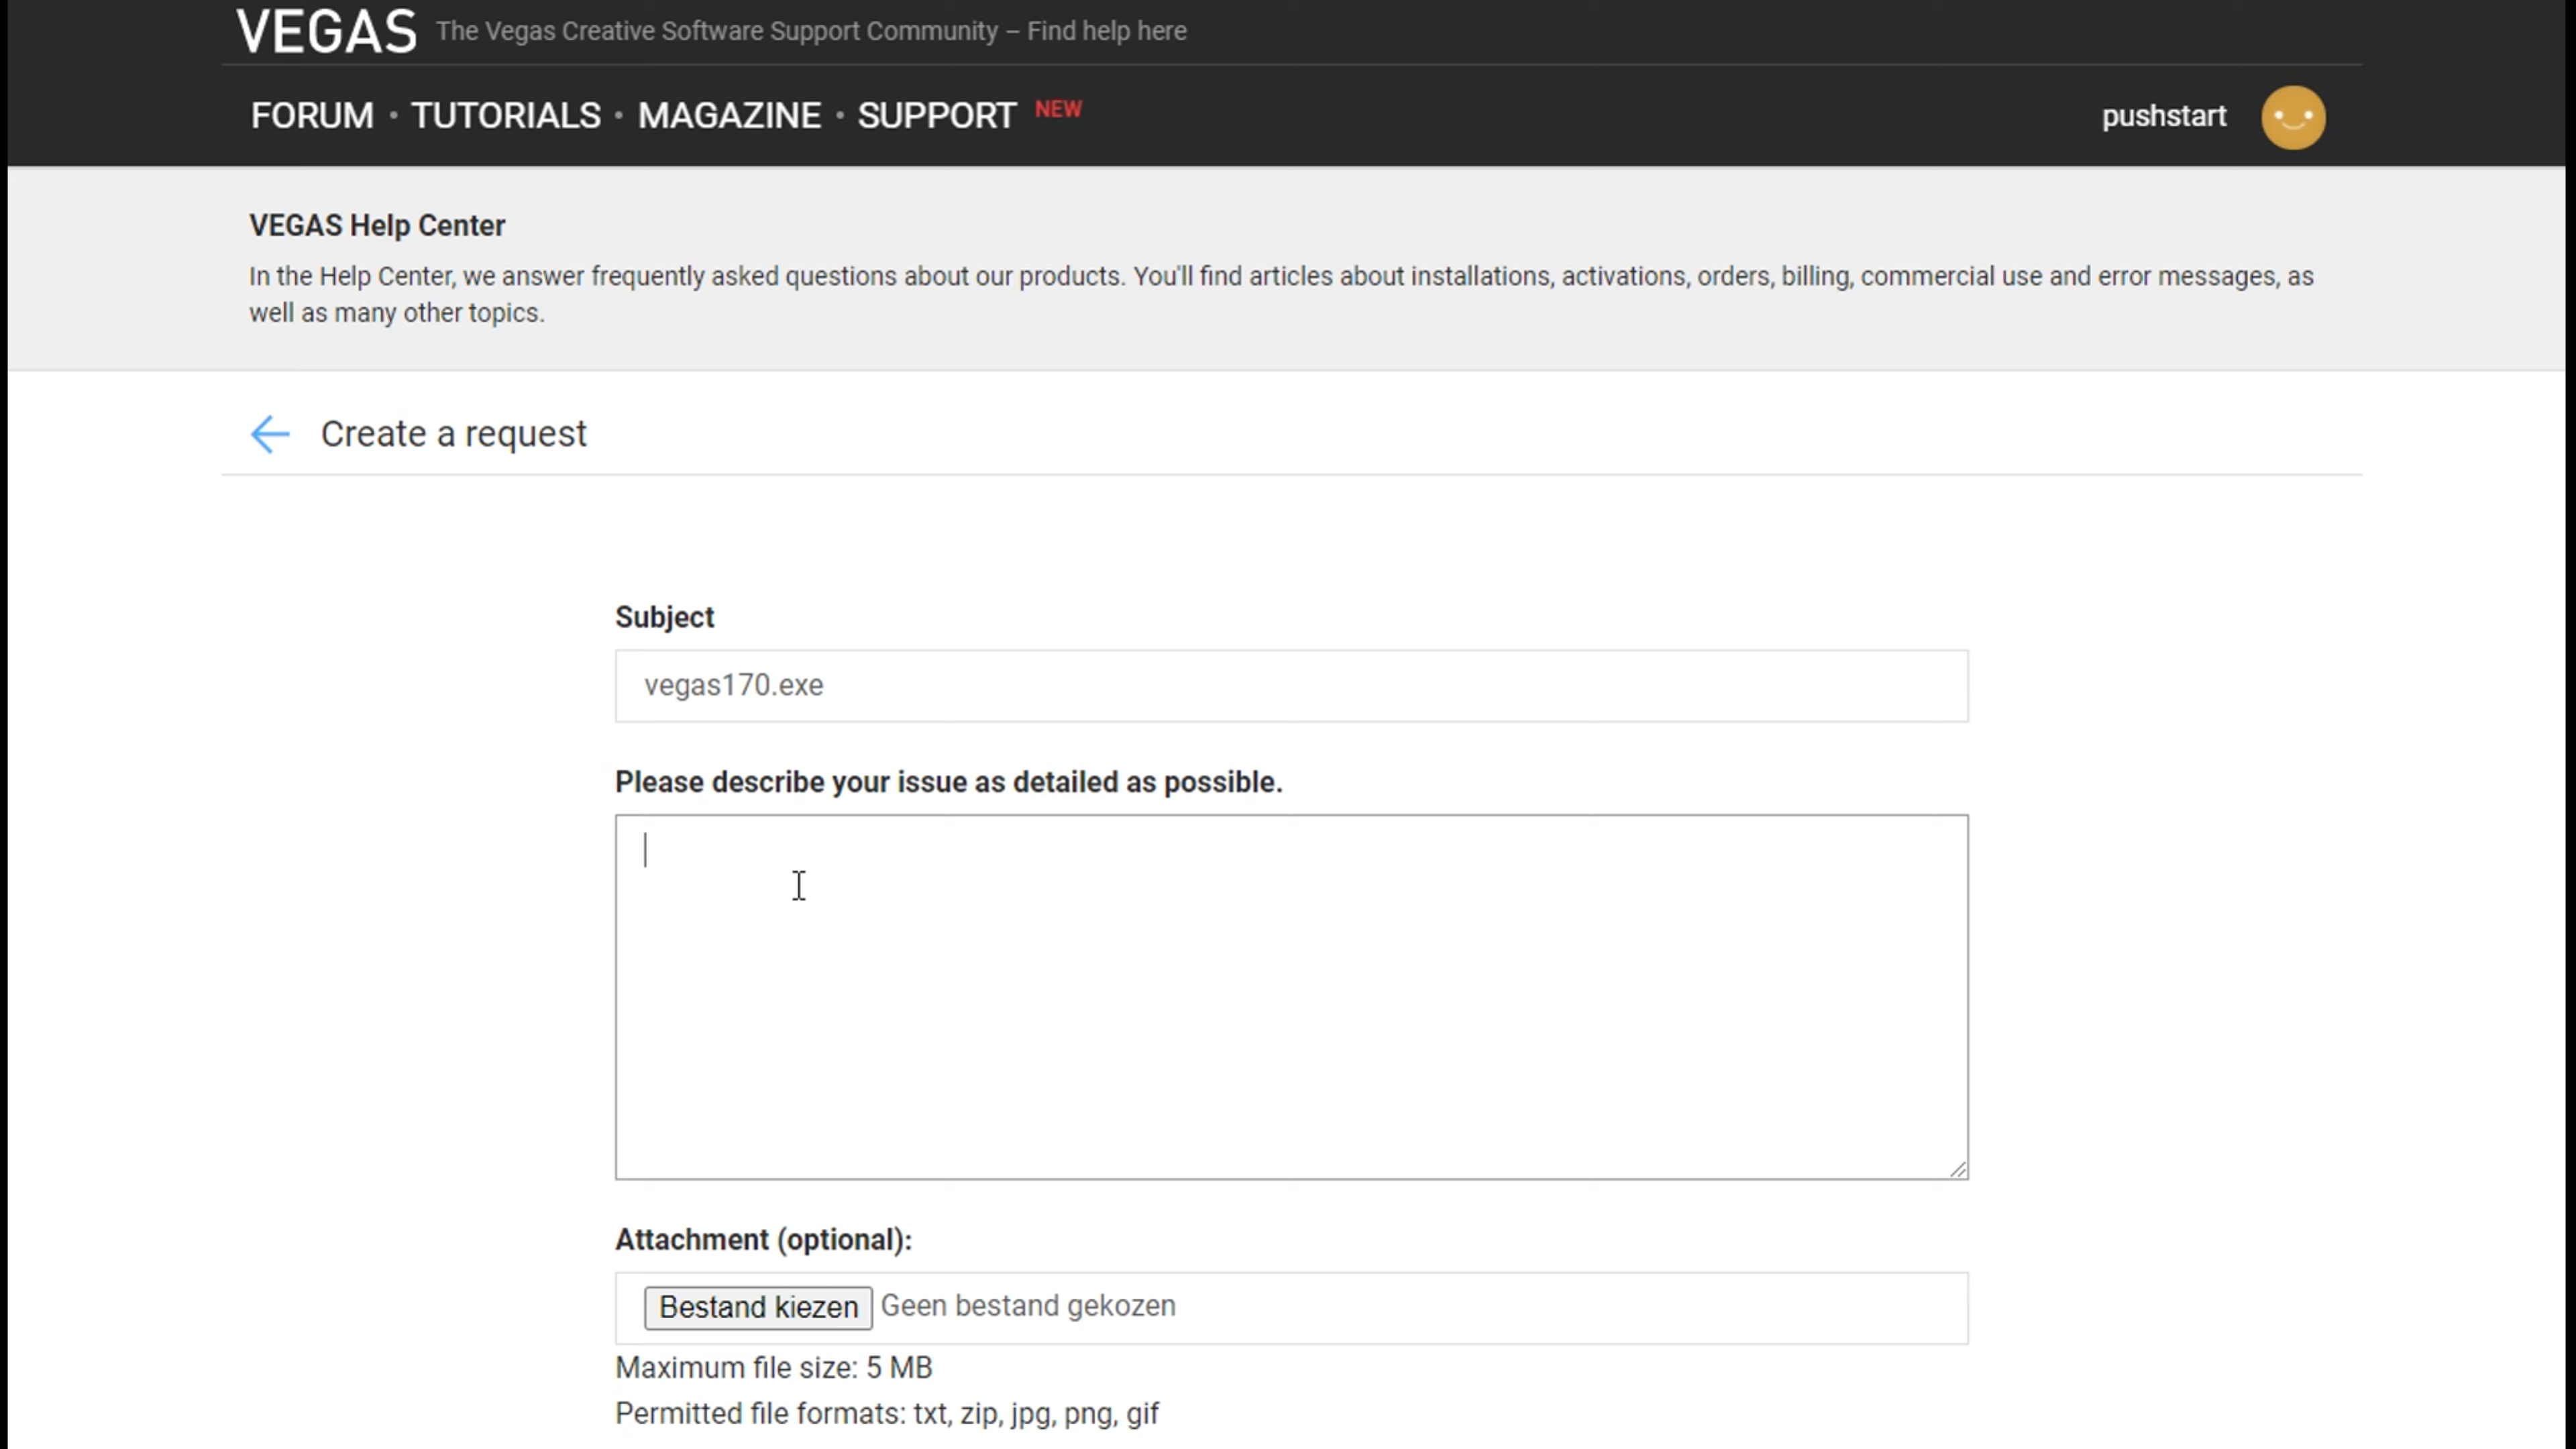 VEGAS The Vegas Creative Software Support Community – Find help here
FORUM • TUTORIALS • MAGAZINE • SUPPORT NEW pushstart
VEGAS Help Center
In the Help Center, we answer frequently asked questions about our products. You'll find articles about installations, activations, orders, billing, commercial use and error messages, as
well as many other topics.
Create a request
Subject
vegas170.exe
Please describe your issue as detailed as possible.
Attachment (optional):
Bestand kiezen Geen bestand gekozen
Maximum file size: 5 MB
Permitted file formats: txt, zip, jpg, png, gif